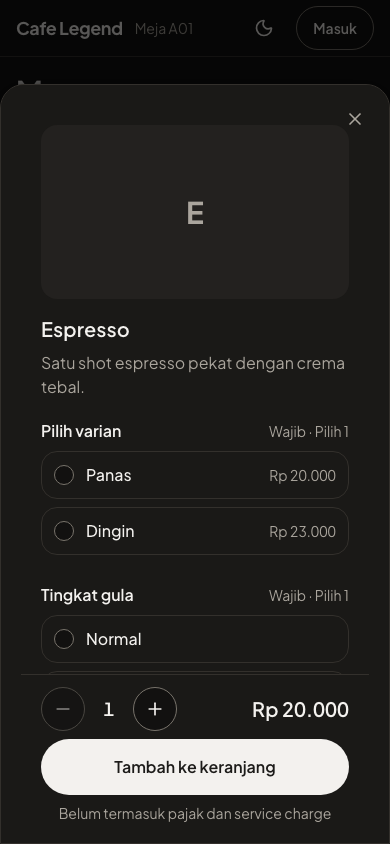 Cafe Legend Meja A01 Masuk
E
Espresso
Satu shot espresso pekat dengan crema
tebal.
Pilih varian Wajib · Pilih 1
Panas Rp 20.000
Dingin Rp 23.000
Tingkat gula Wajib · Pilih 1
Normal
1 Rp 20.000
Tambah ke keranjang
Belum termasuk pajak dan service charge